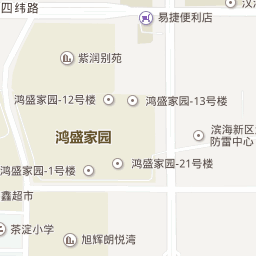 四纬路
易捷便利店
紫润别苑
鸿盛家园-12号楼
鸿盛家园-13号楼
鸿盛家园
滨海新区
防雷中心
鸿盛家园-21号楼
鸿盛家园-1号楼
鑫超市
茶淀小学
旭辉朗悦湾